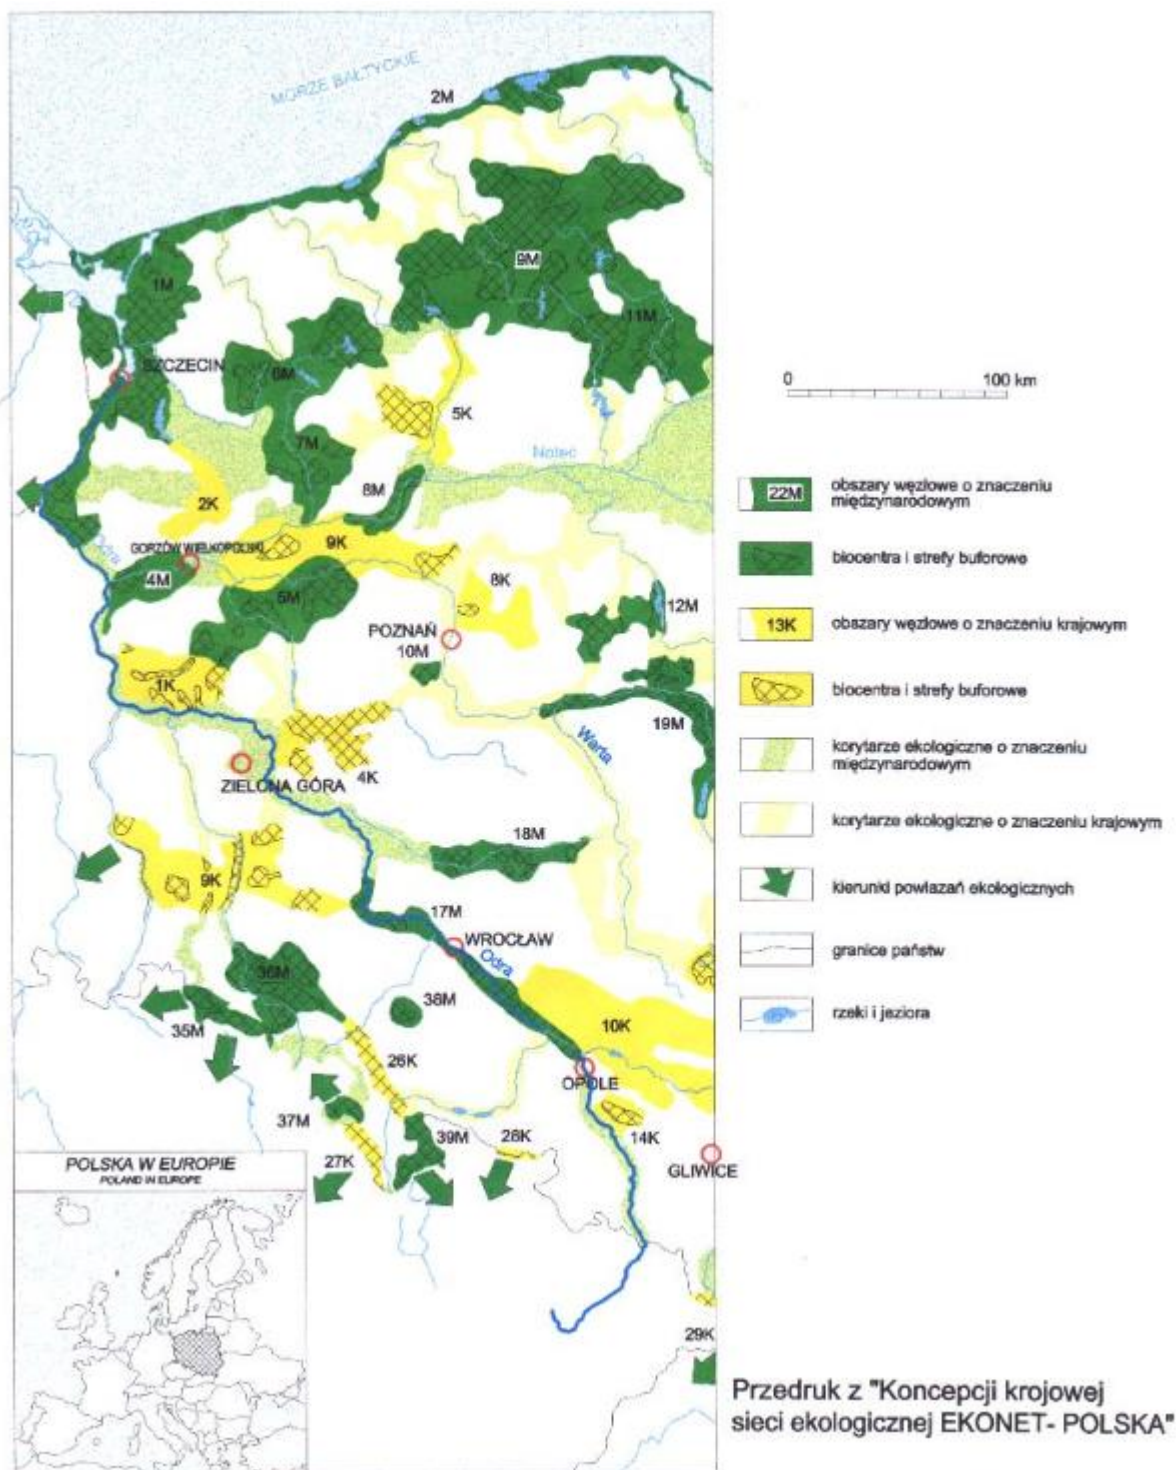 MORZE BAŁTYCKIE
2M
9M
1M
11M
SZCZECIN
6M
5K
7M
Noteć
8M
2K
Odra
GORZÓW WIELKOPOLSKI
9K
4M
5M
8K
12M
POZNAŃ
10M
1K
19M
Warta
4K
ZIELONA GÓRA
18M
9K
17M
WROCŁAW
Odra
36M
38M
10K
35M
26K
OPOLE
37M
39M
28K
14K
27K
GLIWICE
29K
POLSKA W EUROPIE
POLAND IN EUROPE
0 100 km
22M obszary węzłowe o znaczeniu
międzynarodowym
biocentra i strefy buforowe
13K obszary węzłowe o znaczeniu krajowym
biocentra i strefy buforowe
korytarze ekologiczne o znaczeniu
międzynarodowym
korytarze ekologiczne o znaczeniu krajowym
kierunki powiazań ekologicznych
granice państw
rzeki i jeziora
Przedruk z "Koncepcji krojowej
sieci ekologicznej EKONET- POLSKA"